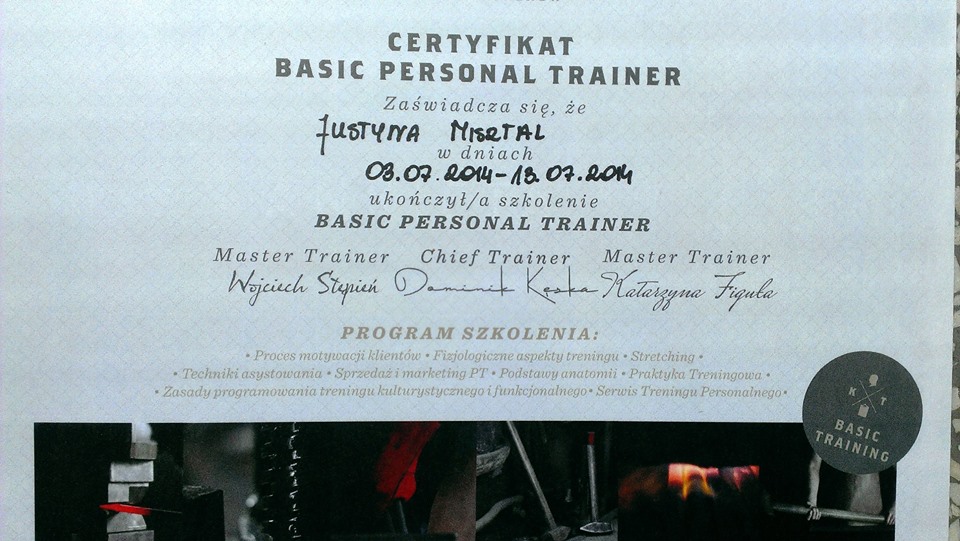 CERTYFIKAT
BASIC PERSONAL TRAINER
Zaświadcza się, że
JUSTYNA MISZTAL
w dniach
03.07.2014-13.07.2014
ukończył/a szkolenie
BASIC PERSONAL TRAINER
Master Trainer Chief Trainer Master Trainer
Wojciech Stępień Dominik Kęska Katarzyna Figula
PROGRAM SZKOLENIA:
• Proces motywacji klientów • Fizjologiczne aspekty treningu • Stretching •
• Techniki asystowania • Sprzedaż i marketing PT • Podstawy anatomii • Praktyka Treningowa •
• Zasady programowania treningu kulturystycznego i funkcjonalnego • Serwis Treningu Personalnego •
K T
BASIC
TRAINING